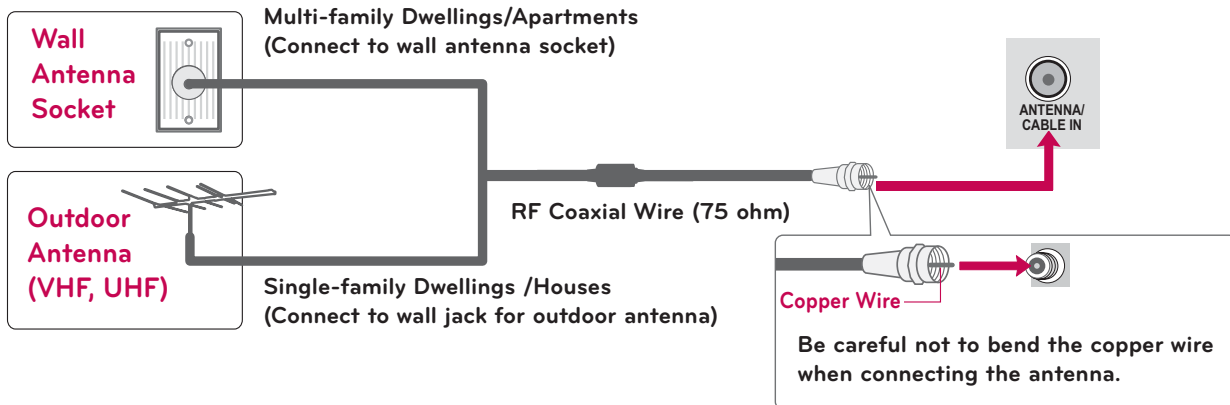 Wall
Antenna
Socket
Multi-family Dwellings/Apartments
(Connect to wall antenna socket)
ANTENNA/
CABLE IN
Outdoor
Antenna
(VHF, UHF)
RF Coaxial Wire (75 ohm)
Single-family Dwellings /Houses
(Connect to wall jack for outdoor antenna)
Copper Wire
Be careful not to bend the copper wire
when connecting the antenna.